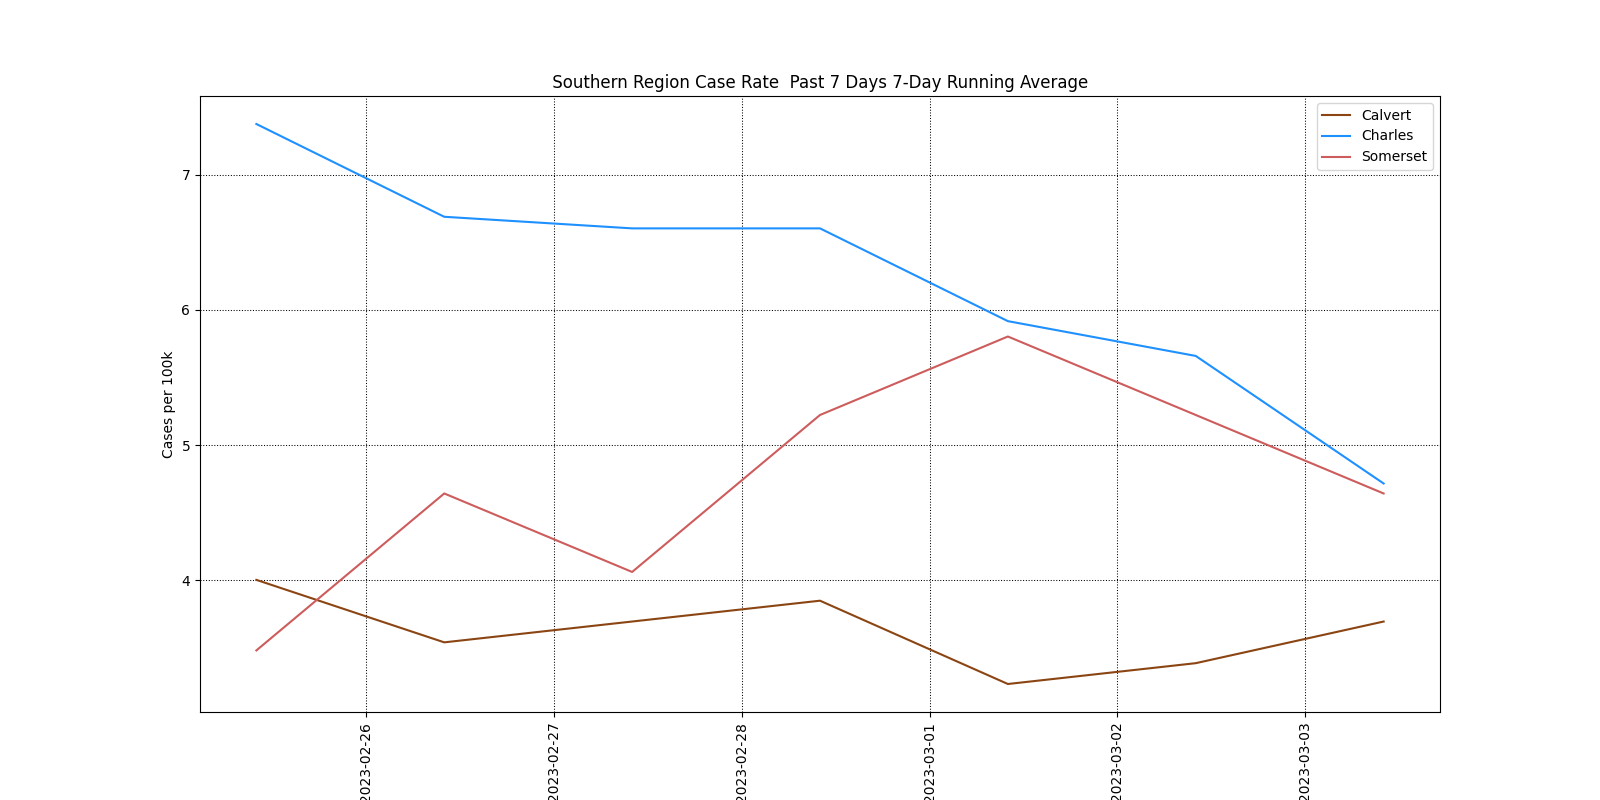 Southern Region Case Rate  Past 7 Days 7-Day Running Average
Calvert
Charles
Somerset
7
6
5
4
Cases per 100k
2023-02-26
2023-02-27
2023-02-28
2023-03-01
2023-03-02
2023-03-03